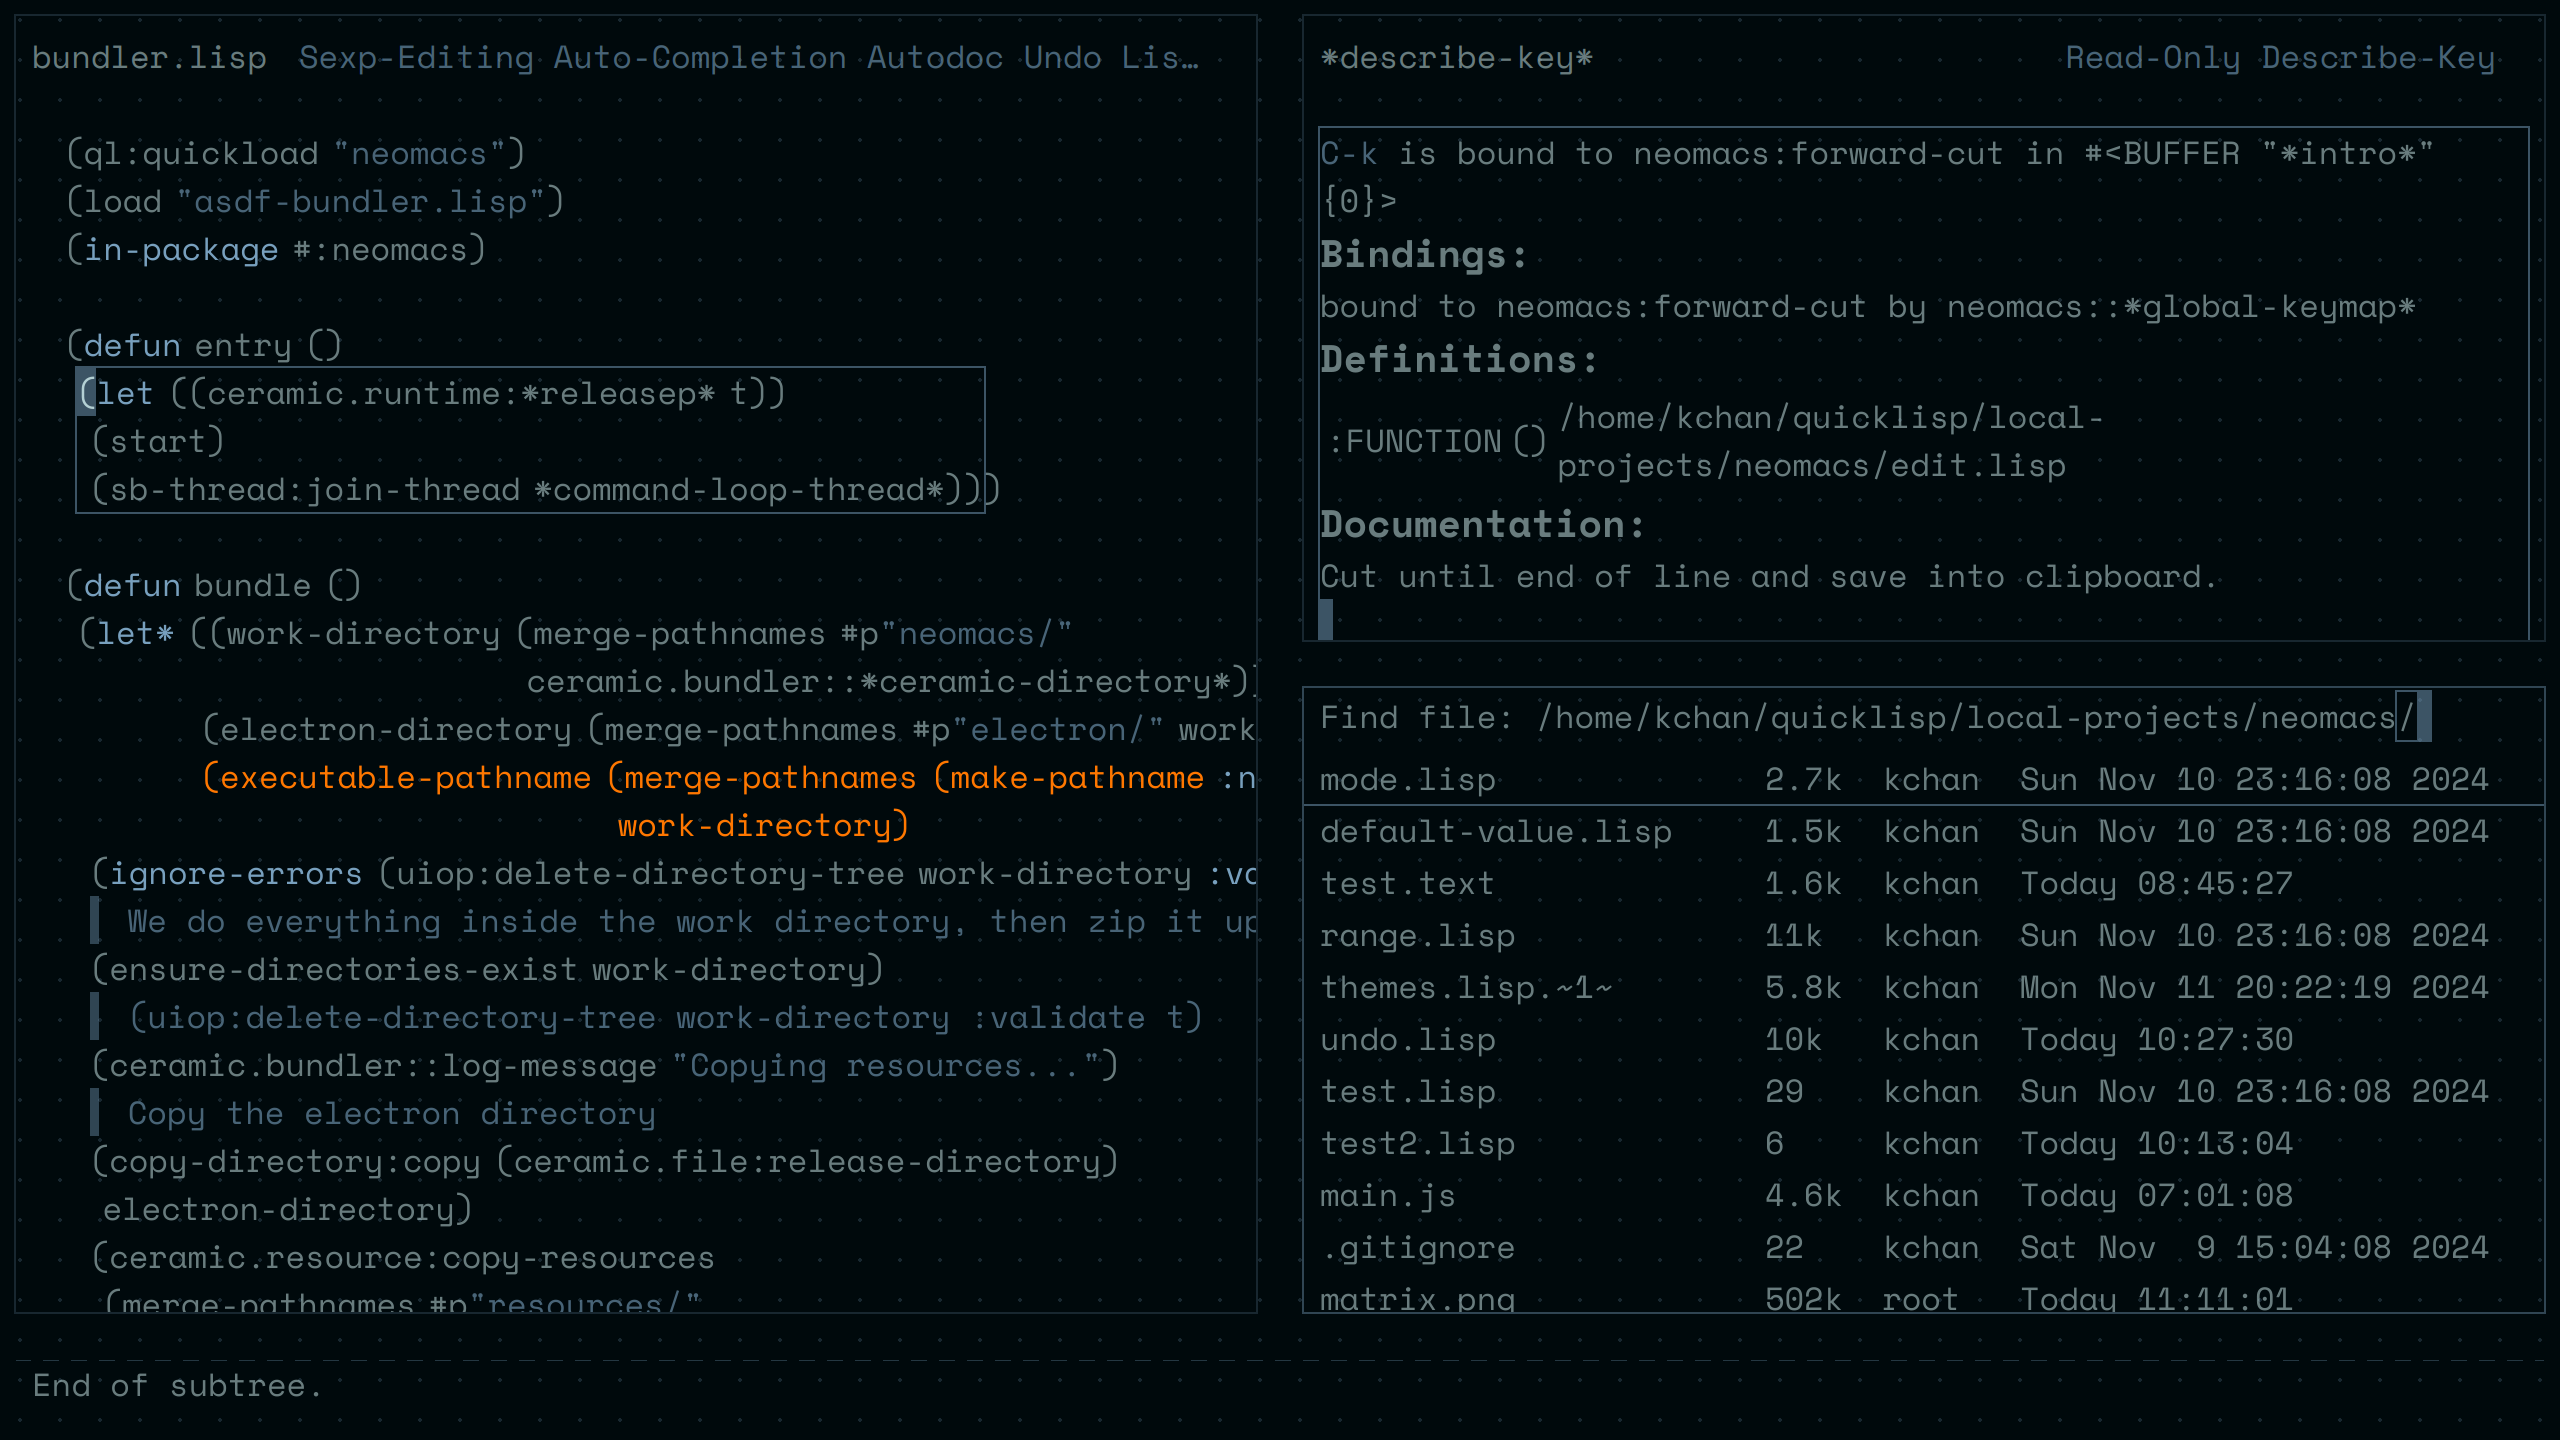 bundler.lisp Sexp-Editing Auto-Completion Autodoc Undo Lis…
(ql:quickload "neomacs")
(load "asdf-bundler.lisp")
(in-package #:neomacs)
(defun entry ()
(let ((ceramic.runtime:*releasep* t))
(start)
(sb-thread:join-thread *command-loop-thread*)))
(defun bundle ()
(let* ((work-directory (merge-pathnames #p"neomacs/"
ceramic.bundler::*ceramic-directory*))
(electron-directory (merge-pathnames #p"electron/" work
(executable-pathname (merge-pathnames (make-pathname :n
work-directory)
(ignore-errors (uiop:delete-directory-tree work-directory :va
We do everything inside the work directory, then zip it up
(ensure-directories-exist work-directory)
(uiop:delete-directory-tree work-directory :validate t)
(ceramic.bundler::log-message "Copying resources...")
Copy the electron directory
(copy-directory:copy (ceramic.file:release-directory)
electron-directory)
(ceramic.resource:copy-resources
(merge-pathnames #p"resources/"
*describe-key* Read-Only Describe-Key
C-k is bound to neomacs:forward-cut in #<BUFFER "*intro*"
{0}>
Bindings:
bound to neomacs:forward-cut by neomacs::*global-keymap*
Definitions:
:FUNCTION () /home/kchan/quicklisp/local-
projects/neomacs/edit.lisp
Documentation:
Cut until end of line and save into clipboard.
Find file: /home/kchan/quicklisp/local-projects/neomacs/
mode.lisp 2.7k kchan Sun Nov 10 23:16:08 2024
default-value.lisp 1.5k kchan Sun Nov 10 23:16:08 2024
test.text 1.6k kchan Today 08:45:27
range.lisp 11k kchan Sun Nov 10 23:16:08 2024
themes.lisp.~1~ 5.8k kchan Mon Nov 11 20:22:19 2024
undo.lisp 10k kchan Today 10:27:30
test.lisp 29 kchan Sun Nov 10 23:16:08 2024
test2.lisp 6 kchan Today 10:13:04
main.js 4.6k kchan Today 07:01:08
.gitignore 22 kchan Sat Nov  9 15:04:08 2024
matrix.png 502k root Today 11:11:01
End of subtree.